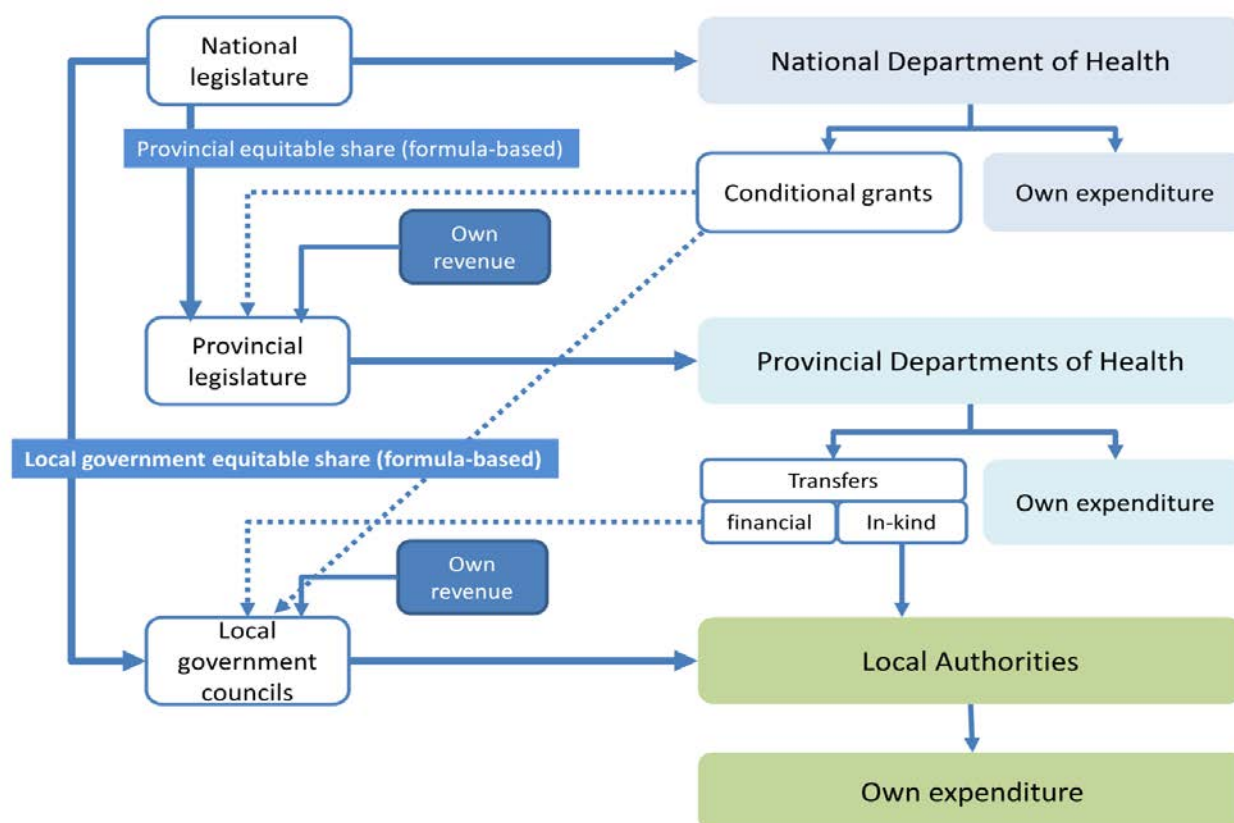 National
legislature
National Department of Health
Provincial equitable share (formula-based)
Conditional grants
Own expenditure
Own
revenue
Provincial
legislature
Provincial Departments of Health
Local government equitable share (formula-based)
Transfers
financial
In-kind
Own expenditure
Own
revenue
Local
government
councils
Local Authorities
Own expenditure